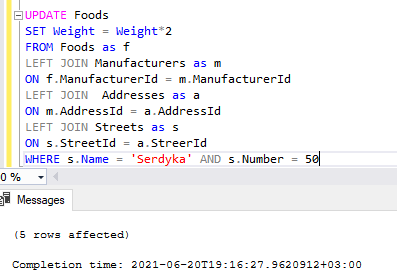 UPDATE Foods
SET Weight = Weight*2
FROM Foods as f
LEFT JOIN Manufacturers as m
ON f.ManufacturerId = m.ManufacturerId
LEFT JOIN  Addresses as a
ON m.AddressId = a.AddressId
LEFT JOIN Streets as s
ON s.StreetId = a.StreerId
WHERE s.Name = 'Serdyka' AND s.Number = 50
0 %
Messages
(5 rows affected)
Completion time: 2021-06-20T19:16:27.9620912+03:00